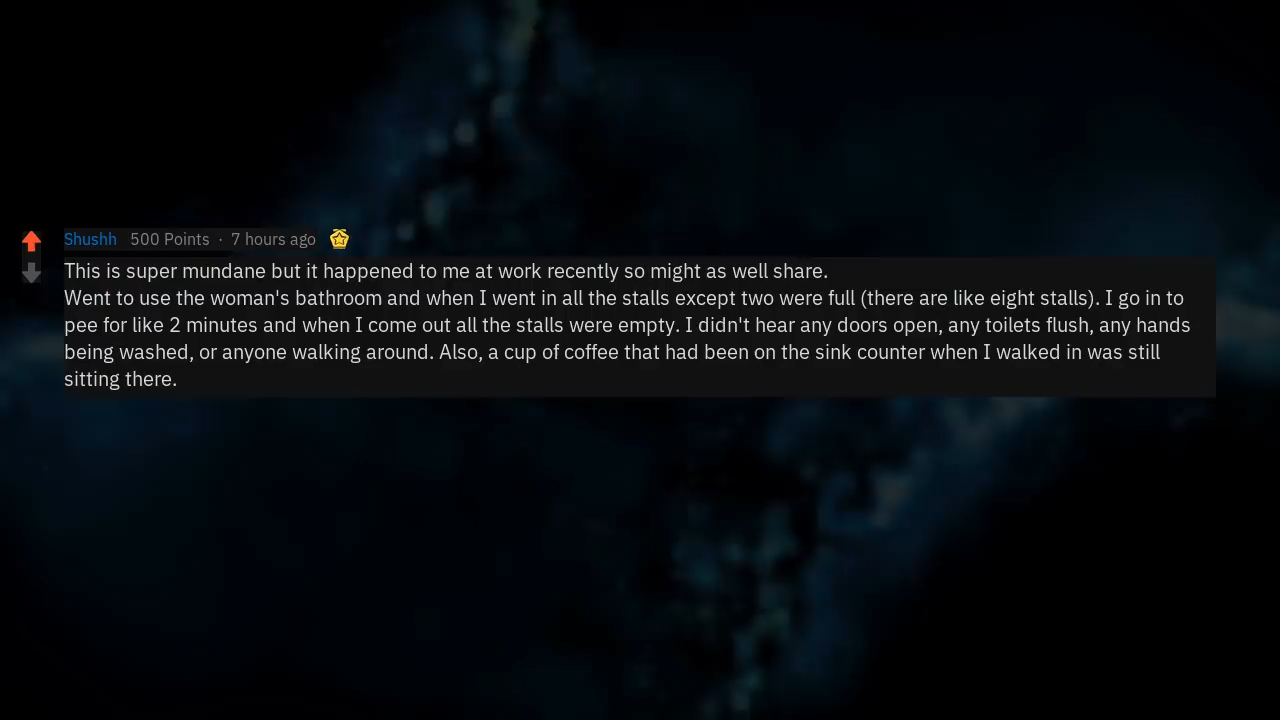 Shushh 500 Points · 7 hours ago
This is super mundane but it happened to me at work recently so might as well share.
Went to use the woman's bathroom and when I went in all the stalls except two were full (there are like eight stalls). I go in to
pee for like 2 minutes and when I come out all the stalls were empty. I didn't hear any doors open, any toilets flush, any hands
being washed, or anyone walking around. Also, a cup of coffee that had been on the sink counter when I walked in was still
sitting there.